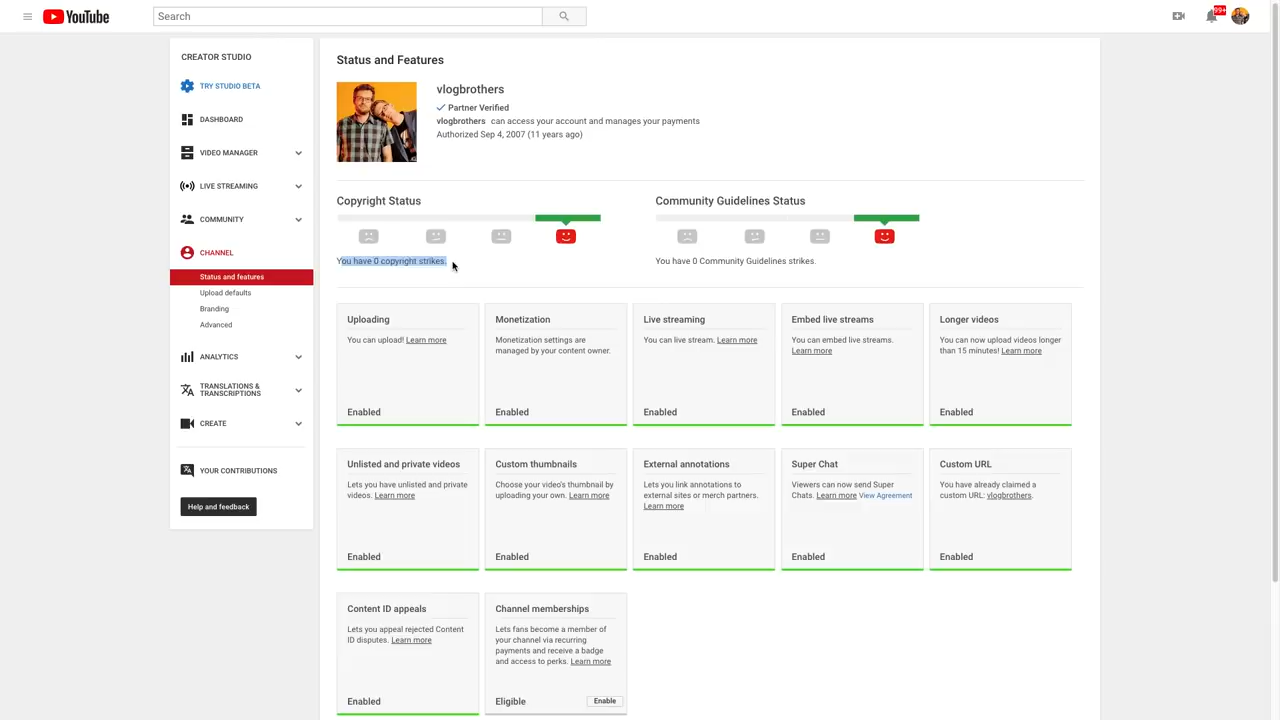 YouTube
Search
99+
CREATOR STUDIO
TRY STUDIO BETA
DASHBOARD
VIDEO MANAGER
LIVE STREAMING
COMMUNITY
CHANNEL
Status and features
Upload defaults
Branding
Advanced
ANALYTICS
TRANSLATIONS &
TRANSCRIPTIONS
CREATE
YOUR CONTRIBUTIONS
Help and feedback
Status and Features
vlogbrothers
Partner Verified
vlogbrothers can access your account and manages your payments
Authorized Sep 4, 2007 (11 years ago)
Copyright Status
You have 0 copyright strikes.
Community Guidelines Status
You have 0 Community Guidelines strikes.
Uploading
You can upload! Learn more
Enabled
Monetization
Monetization settings are
managed by your content owner.
Enabled
Live streaming
You can live stream. Learn more
Enabled
Embed live streams
You can embed live streams.
Learn more
Enabled
Longer videos
You can now upload videos longer
than 15 minutes! Learn more
Enabled
Unlisted and private videos
Lets you have unlisted and private
videos. Learn more
Enabled
Custom thumbnails
Choose your video's thumbnail by
uploading your own. Learn more
Enabled
External annotations
Lets you link annotations to
external sites or merch partners.
Learn more
Enabled
Super Chat
Viewers can now send Super
Chats. Learn more View Agreement
Enabled
Custom URL
You have already claimed a
custom URL: vlogbrothers.
Enabled
Content ID appeals
Lets you appeal rejected Content
ID disputes. Learn more
Enabled
Channel memberships
Lets fans become a member of
your channel via recurring
payments and receive a badge
and access to perks. Learn more
Eligible
Enable